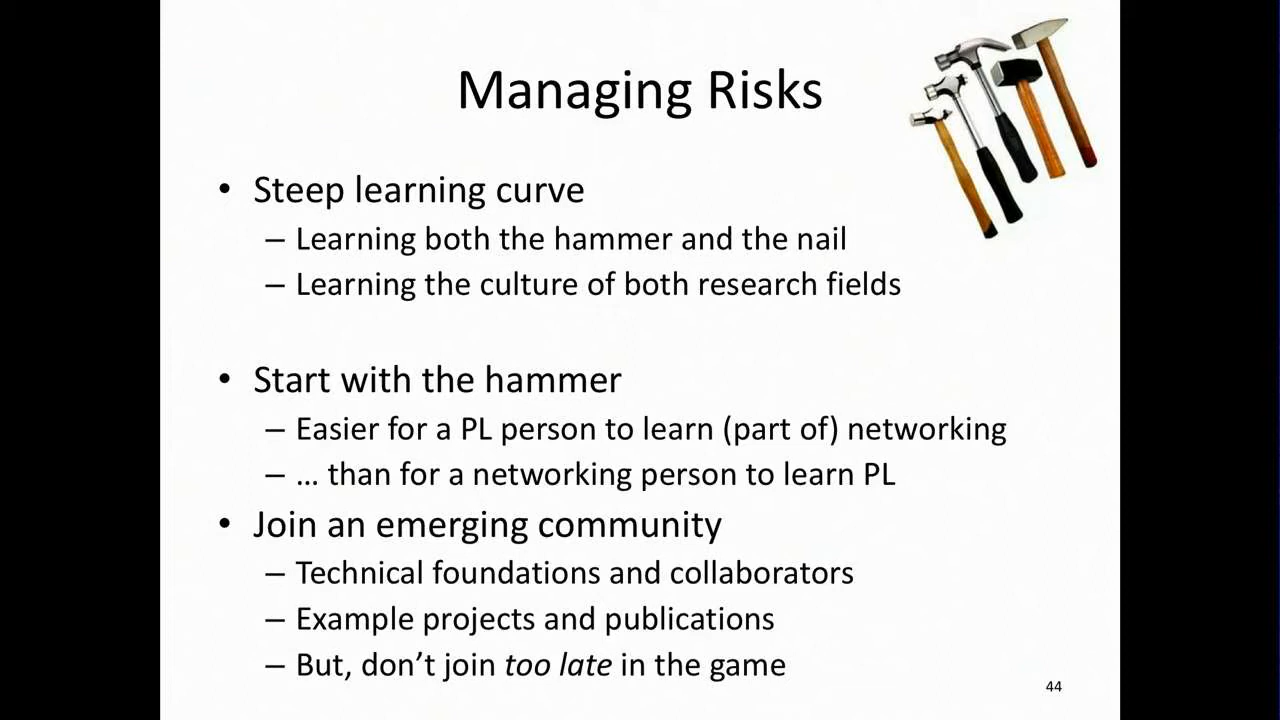 Managing Risks
• Steep learning curve
– Learning both the hammer and the nail
– Learning the culture of both research fields
• Start with the hammer
– Easier for a PL person to learn (part of) networking
– … than for a networking person to learn PL
• Join an emerging community
– Technical foundations and collaborators
– Example projects and publications
– But, don’t join too late in the game
44